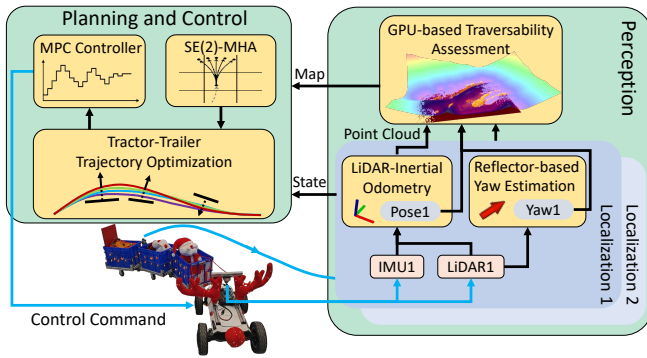 Planning and Control
MPC Controller
SE(2)-MHA
Tractor-Trailer
Trajectory Optimization
Control Command
Map
State
GPU-based Traversability
Assessment
Perception
Point Cloud
LiDAR-Inertial
Odometry
Pose1
Reflector-based
Yaw Estimation
Yaw1
IMU1
LiDAR1
Localization 1
Localization 2